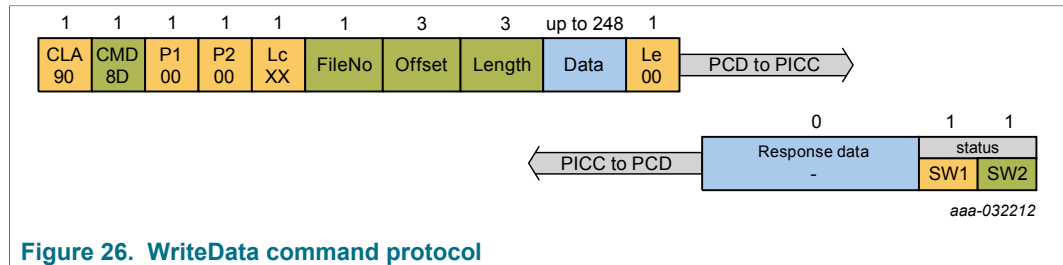 1 1 1 1 1 1 3 3 up to 248 1
CLA CMD P1 P2 Lc FileNo Offset Length Data Le PCD to PICC
90 8D 00 00 XX 00
0 1 1
PICC to PCD Response data status
- SW1 SW2
aaa-032212
Figure 26. WriteData command protocol